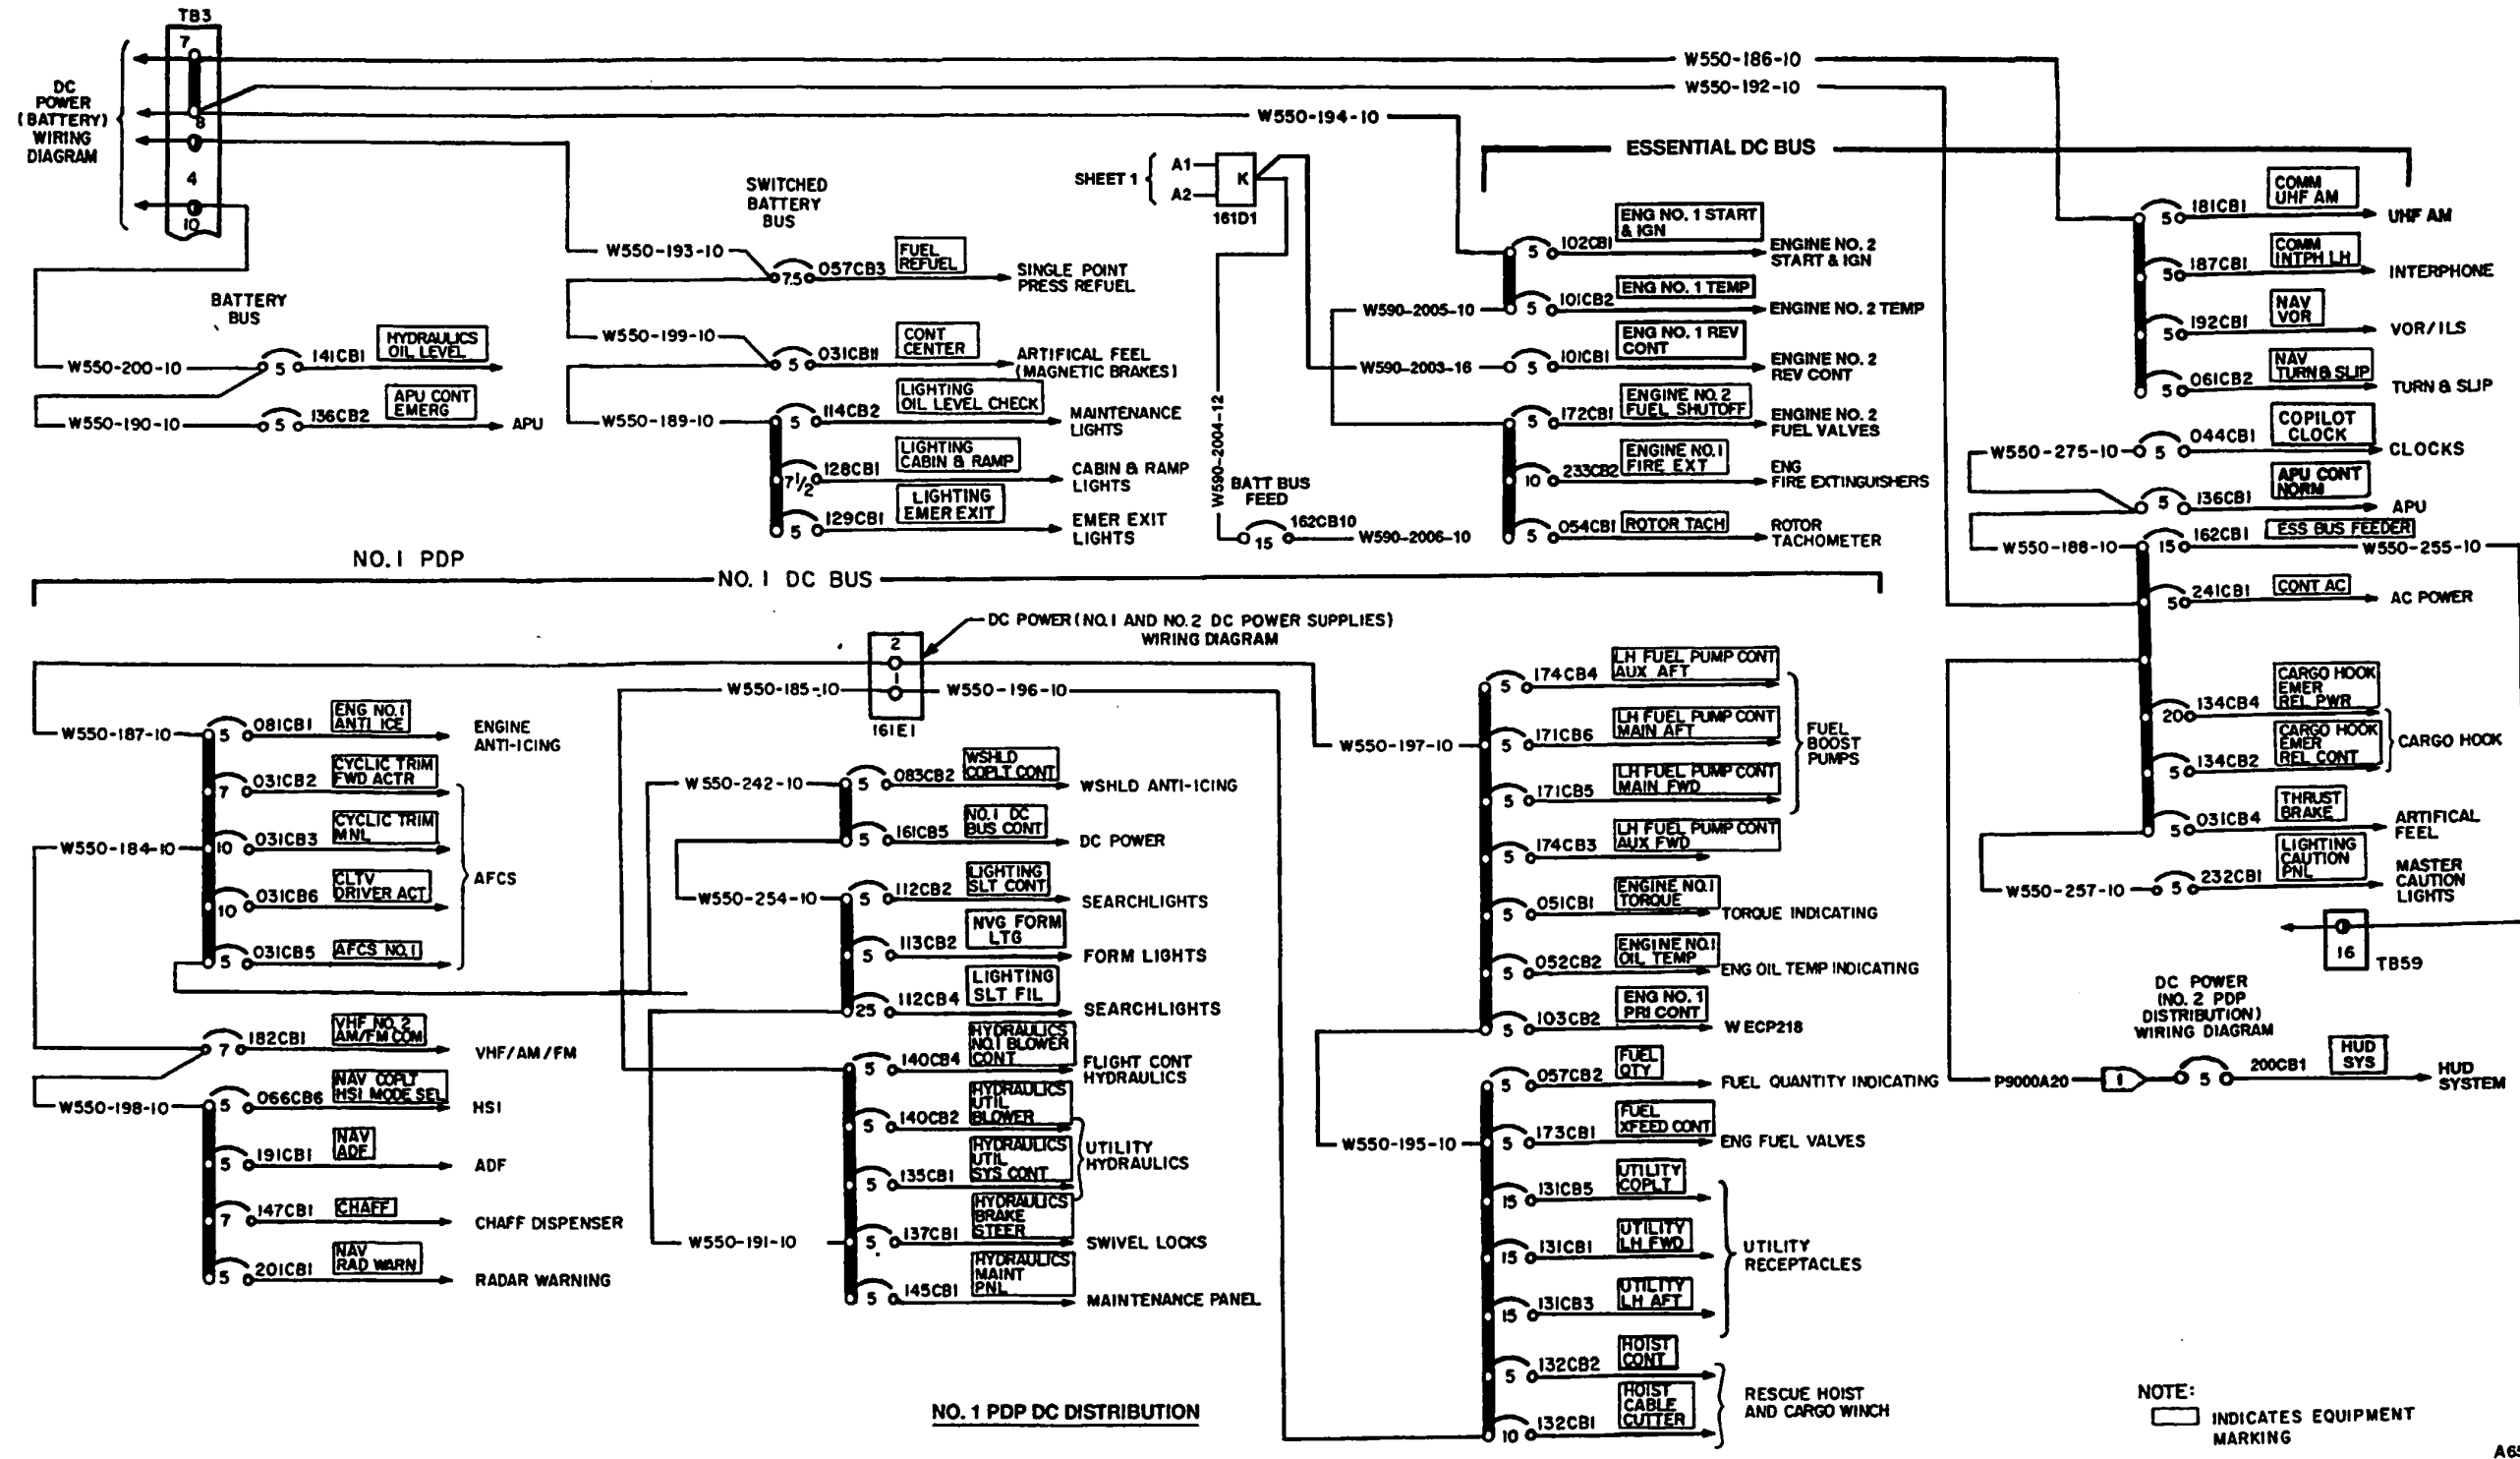 TB3
7
8
4
10
DC
POWER
(BATTERY)
WIRING
DIAGRAM
W550-186-10
W550-192-10
W550-194-10
SHEET 1
A1
A2
K
161D1
ESSENTIAL DC BUS
SWITCHED
BATTERY
BUS
W550-193-10
7.5
057CB3
FUEL
REFUEL
SINGLE POINT
PRESS REFUEL
W550-199-10
5
031CB11
CONT
CENTER
ARTIFICAL FEEL
(MAGNETIC BRAKES)
W550-189-10
5
114CB2
LIGHTING
OIL LEVEL CHECK
MAINTENANCE
LIGHTS
7 1/2
128CB1
LIGHTING
CABIN & RAMP
CABIN & RAMP
LIGHTS
5
129CB1
LIGHTING
EMER EXIT
EMER EXIT
LIGHTS
BATTERY
BUS
W550-200-10
5
141CB1
HYDRAULICS
OIL LEVEL
W550-190-10
5
136CB2
APU CONT
EMERG
APU
W590-2004-12
BATT BUS
FEED
15
162CB10
W590-2006-10
5
102CB1
ENG NO. 1 START
& IGN
ENGINE NO. 2
START & IGN
W590-2005-10
5
101CB2
ENG NO. 1 TEMP
ENGINE NO. 2 TEMP
W590-2003-16
5
101CB1
ENG NO. 1 REV
CONT
ENGINE NO. 2
REV CONT
5
172CB1
ENGINE NO. 2
FUEL SHUTOFF
ENGINE NO. 2
FUEL VALVES
10
233CB2
ENGINE NO.1
FIRE EXT
ENG
FIRE EXTINGUISHERS
5
054CB1
ROTOR TACH
ROTOR
TACHOMETER
5
181CB1
COMM
UHF AM
UHF AM
5
187CB1
COMM
INTPH LH
INTERPHONE
5
192CB1
NAV
VOR
VOR/ILS
5
061CB2
NAV
TURN & SLIP
TURN & SLIP
W550-275-10
5
044CB1
COPILOT
CLOCK
CLOCKS
5
136CB1
APU CONT
NORM
APU
W550-188-10
15
162CB1
ESS BUS FEEDER
W550-255-10
5
241CB1
CONT AC
AC POWER
20
134CB4
CARGO HOOK
EMER
REL PWR
5
134CB2
CARGO HOOK
EMER
REL CONT
CARGO HOOK
5
031CB4
THRUST
BRAKE
ARTIFICAL
FEEL
W550-257-10
5
232CB1
LIGHTING
CAUTION
PNL
MASTER
CAUTION
LIGHTS
16
TB59
DC POWER
(NO. 2 PDP
DISTRIBUTION)
WIRING DIAGRAM
P9000A20
1
5
200CB1
HUD
SYS
HUD
SYSTEM
NO. 1 PDP
NO. 1 DC BUS
DC POWER (NO.1 AND NO.2 DC POWER SUPPLIES)
WIRING DIAGRAM
2
1
161E1
W550-185-10
W550-196-10
W550-187-10
5
081CB1
ENG NO.1
ANTI ICE
ENGINE
ANTI-ICING
7
031CB2
CYCLIC TRIM
FWD ACTR
W550-184-10
10
031CB3
CYCLIC TRIM
MNL
10
031CB6
CLTV
DRIVER ACT
5
031CB5
AFCS NO.1
AFCS
7
182CB1
VHF NO. 2
AM/FM COM
VHF/AM/FM
W550-198-10
5
066CB6
NAV COPLT
HSI MODE SEL
HSI
5
191CB1
NAV
ADF
ADF
7
147CB1
CHAFF
CHAFF DISPENSER
5
201CB1
NAV
RAD WARN
RADAR WARNING
W550-242-10
5
083CB2
WSHLD
COPLT CONT
WSHLD ANTI-ICING
5
161CB5
NO.1 DC
BUS CONT
DC POWER
W550-254-10
5
112CB2
LIGHTING
SLT CONT
SEARCHLIGHTS
5
113CB2
NVG FORM
LTG
FORM LIGHTS
25
112CB4
LIGHTING
SLT FIL
SEARCHLIGHTS
5
140CB4
HYDRAULICS
NO.1 BLOWER
CONT
FLIGHT CONT
HYDRAULICS
5
140CB2
HYDRAULICS
UTIL
BLOWER
5
135CB1
HYDRAULICS
UTIL
SYS CONT
UTILITY
HYDRAULICS
W550-191-10
5
137CB1
HYDRAULICS
BRAKE
STEER
SWIVEL LOCKS
5
145CB1
HYDRAULICS
MAINT
PNL
MAINTENANCE PANEL
5
174CB4
LH FUEL PUMP CONT
AUX AFT
W550-197-10
5
171CB6
LH FUEL PUMP CONT
MAIN AFT
5
171CB5
LH FUEL PUMP CONT
MAIN FWD
FUEL
BOOST
PUMPS
5
174CB3
LH FUEL PUMP CONT
AUX FWD
5
051CB1
ENGINE NO.1
TORQUE
TORQUE INDICATING
5
052CB2
ENGINE NO.1
OIL TEMP
ENG OIL TEMP INDICATING
5
103CB2
ENG NO. 1
PRI CONT
W ECP218
5
057CB2
FUEL
QTY
FUEL QUANTITY INDICATING
W550-195-10
5
173CB1
FUEL
XFEED CONT
ENG FUEL VALVES
15
131CB5
UTILITY
COPLT
15
131CB1
UTILITY
LH FWD
15
131CB3
UTILITY
LH AFT
UTILITY
RECEPTACLES
5
132CB2
HOIST
CONT
10
132CB1
HOIST
CABLE
CUTTER
RESCUE HOIST
AND CARGO WINCH
NO. 1 PDP DC DISTRIBUTION
NOTE:
INDICATES EQUIPMENT
MARKING
A65